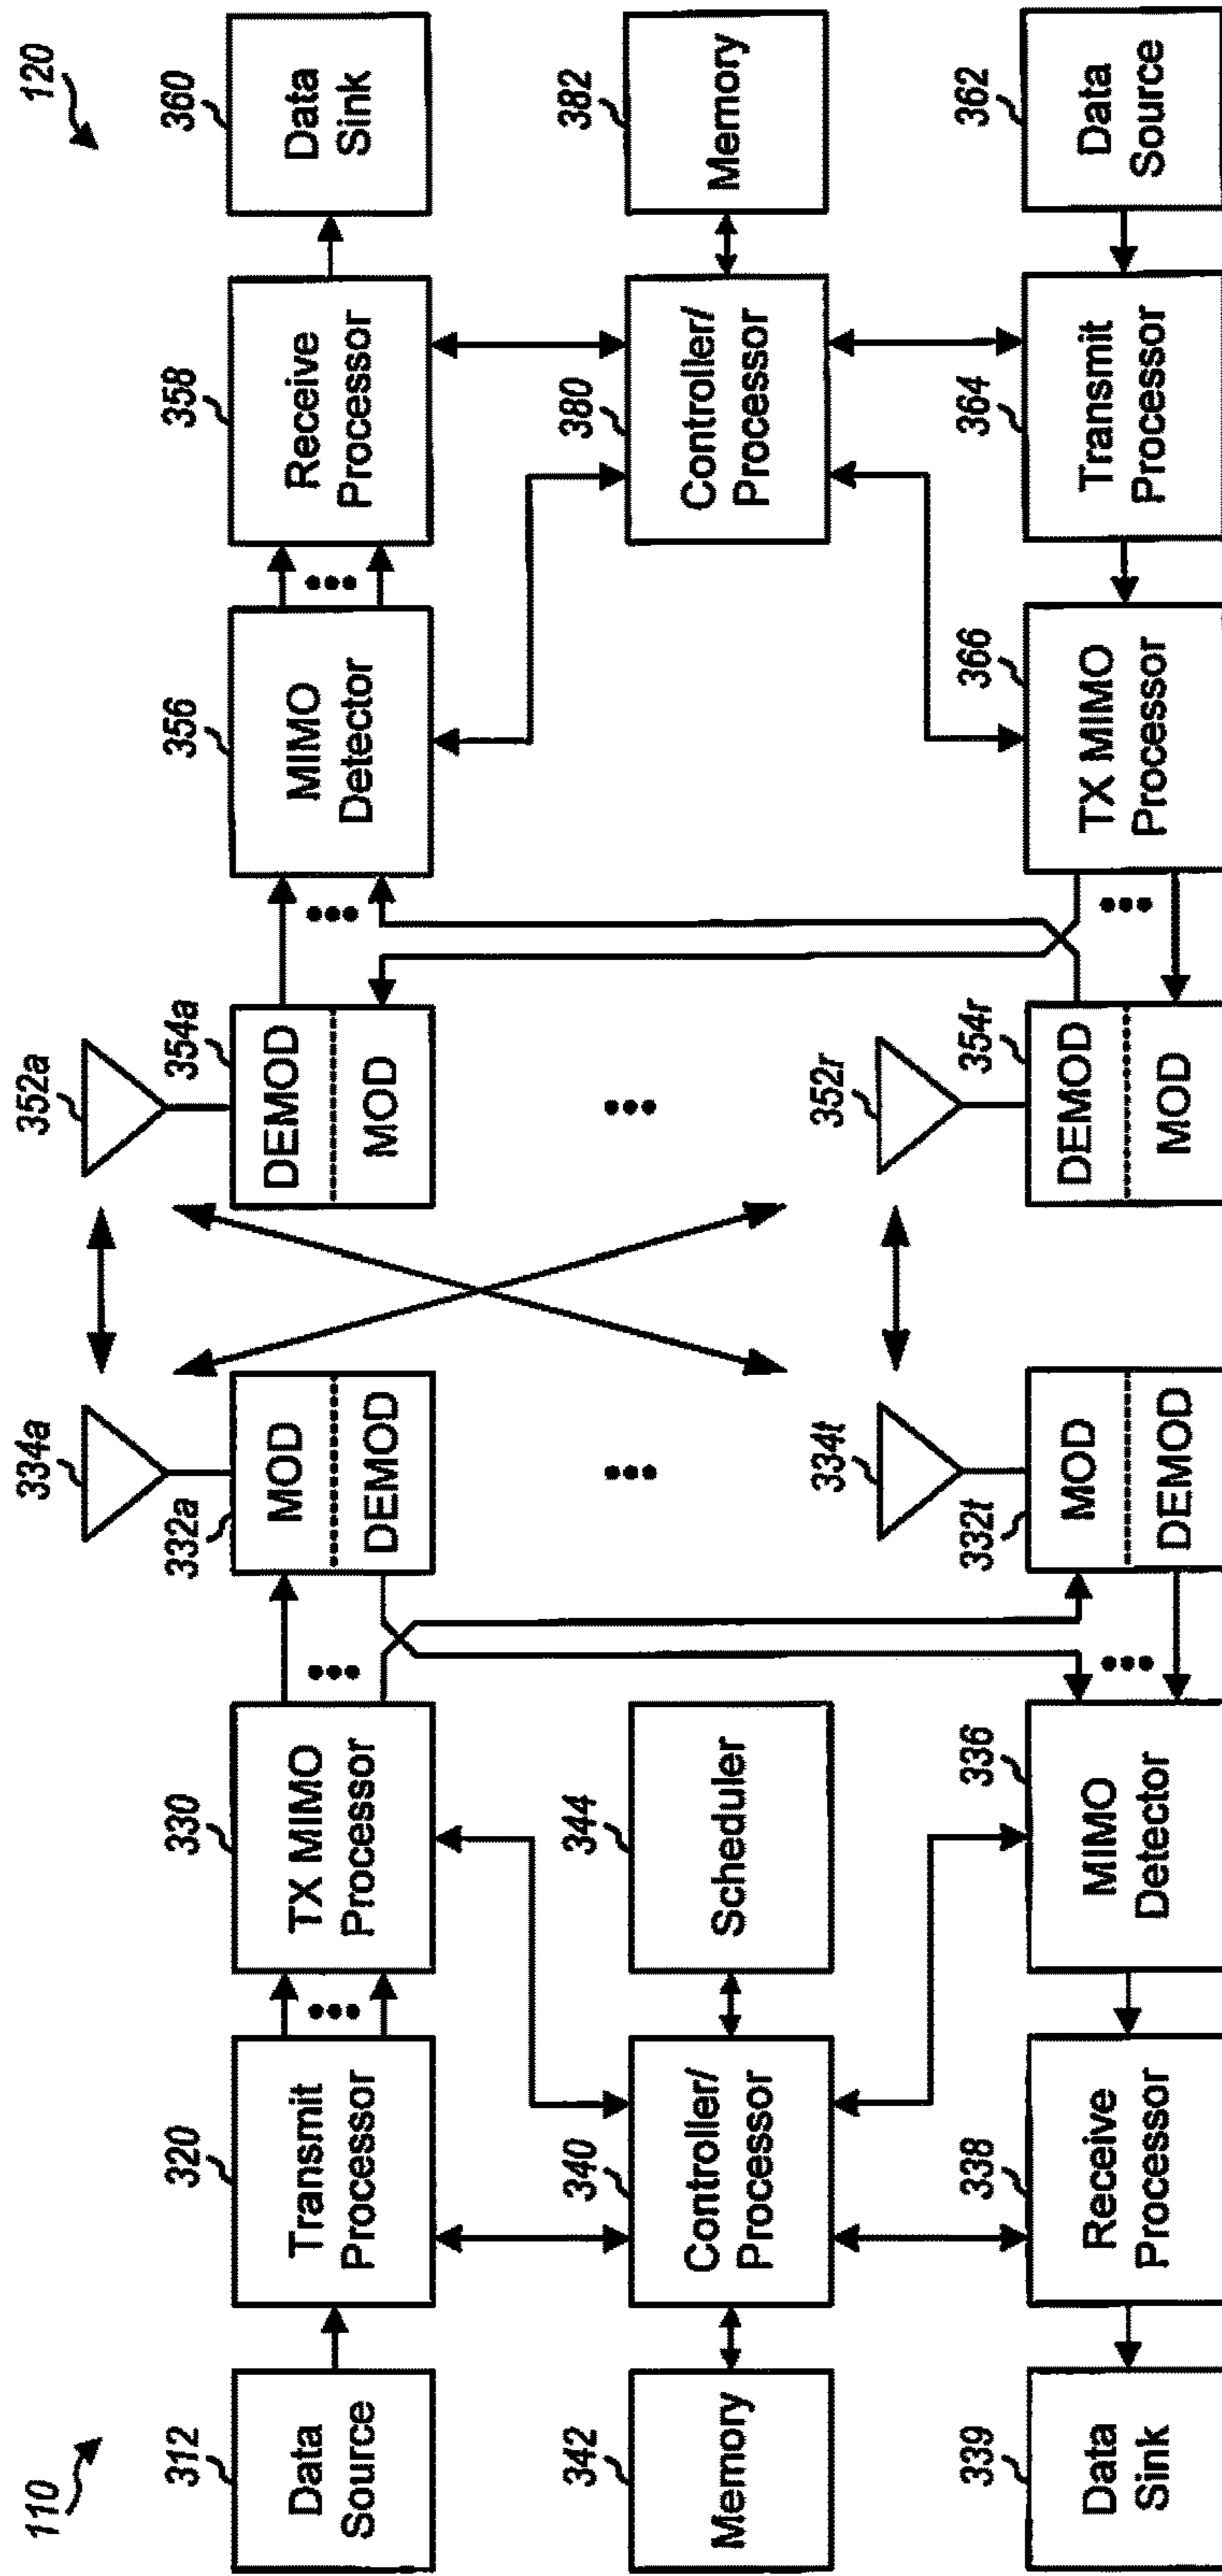 110
120
312
Data
Source
320
Transmit
Processor
330
TX MIMO
Processor
332a
MOD
DEMOD
334a
352a
354a
DEMOD
MOD
356
MIMO
Detector
358
Receive
Processor
360
Data
Sink
342
Memory
340
Controller/
Processor
344
Scheduler
380
Controller/
Processor
382
Memory
339
Data
Sink
338
Receive
Processor
336
MIMO
Detector
332t
MOD
DEMOD
334t
352r
354r
DEMOD
MOD
366
TX MIMO
Processor
364
Transmit
Processor
362
Data
Source